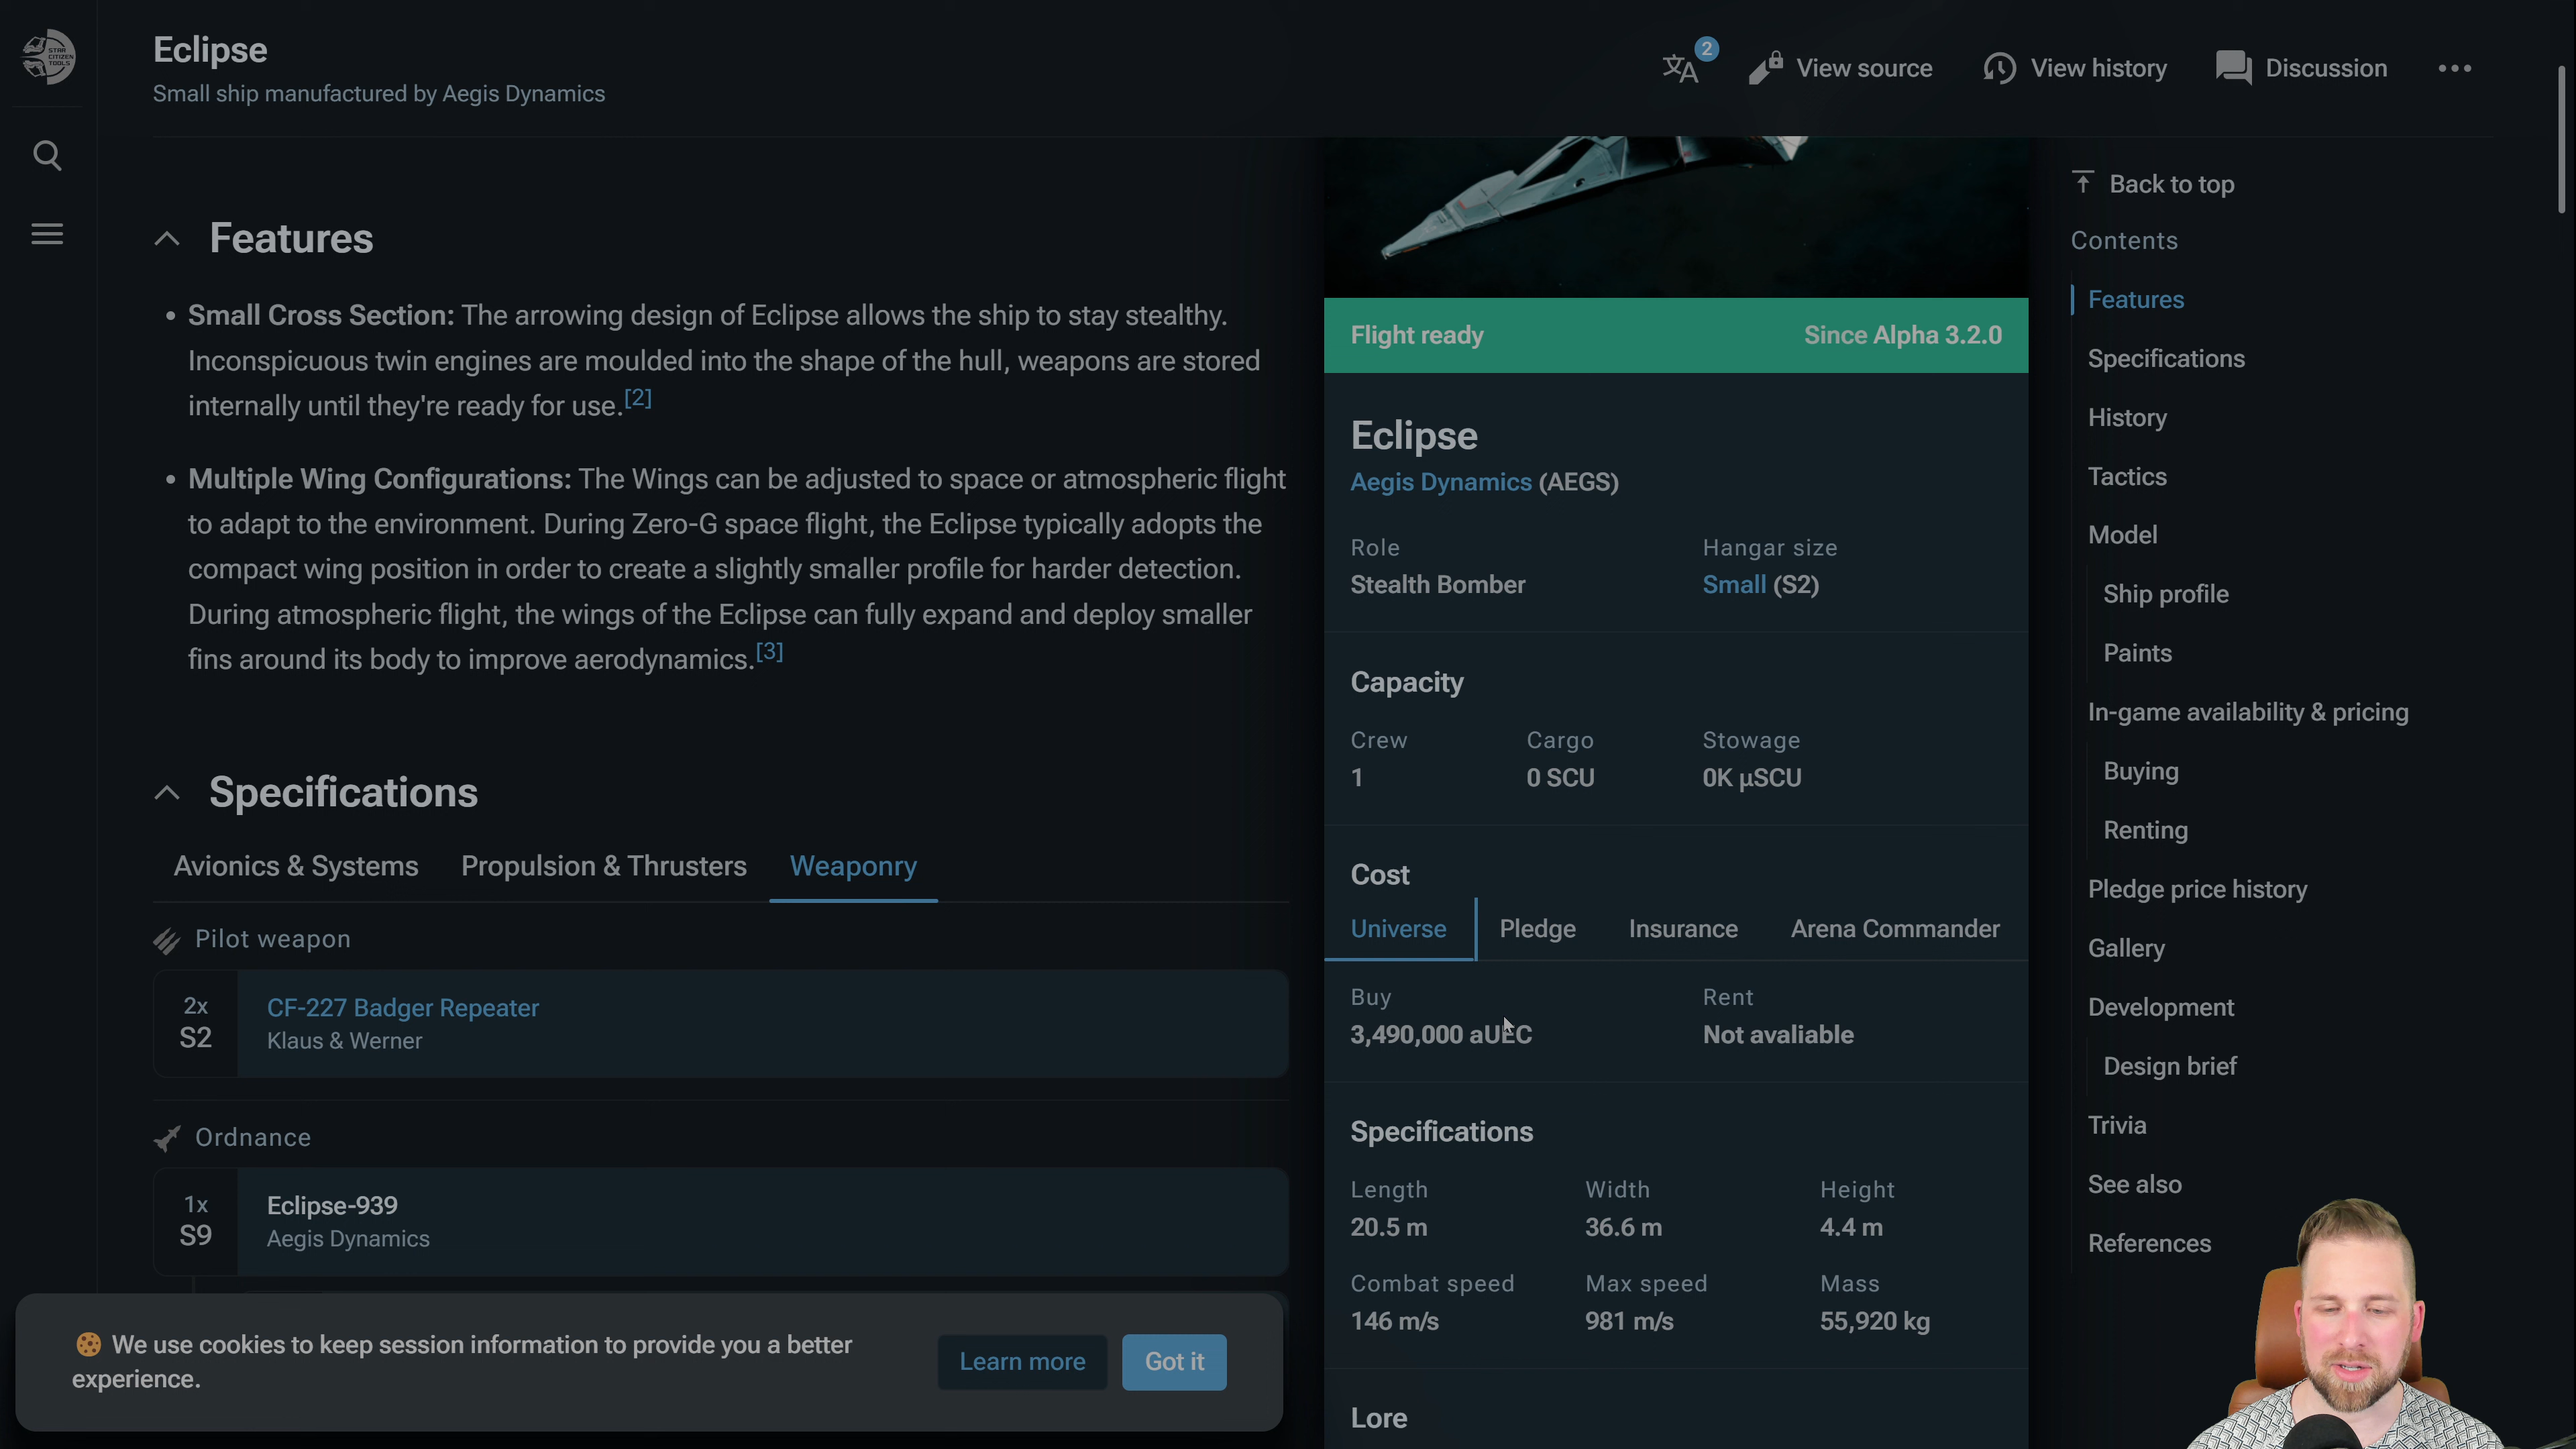 STAR
CITIZEN
TOOLS
Eclipse
Small ship manufactured by Aegis Dynamics
2
View source
View history
Discussion
Features
• Small Cross Section: The arrowing design of Eclipse allows the ship to stay stealthy.
Inconspicuous twin engines are moulded into the shape of the hull, weapons are stored
internally until they're ready for use.[2]
• Multiple Wing Configurations: The Wings can be adjusted to space or atmospheric flight
to adapt to the environment. During Zero-G space flight, the Eclipse typically adopts the
compact wing position in order to create a slightly smaller profile for harder detection.
During atmospheric flight, the wings of the Eclipse can fully expand and deploy smaller
fins around its body to improve aerodynamics.[3]
Specifications
Avionics & Systems Propulsion & Thrusters Weaponry
Pilot weapon
2x
S2
CF-227 Badger Repeater
Klaus & Werner
Ordnance
1x
S9
Eclipse-939
Aegis Dynamics
🍪 We use cookies to keep session information to provide you a better
experience.
Learn more
Got it
Flight ready Since Alpha 3.2.0
Eclipse
Aegis Dynamics (AEGS)
Role Hangar size
Stealth Bomber Small (S2)
Capacity
Crew Cargo Stowage
1 0 SCU 0K µSCU
Cost
Universe Pledge Insurance Arena Commander
Buy Rent
3,490,000 aUEC Not avaliable
Specifications
Length Width Height
20.5 m 36.6 m 4.4 m
Combat speed Max speed Mass
146 m/s 981 m/s 55,920 kg
Lore
Back to top
Contents
Features
Specifications
History
Tactics
Model
Ship profile
Paints
In-game availability & pricing
Buying
Renting
Pledge price history
Gallery
Development
Design brief
Trivia
See also
References